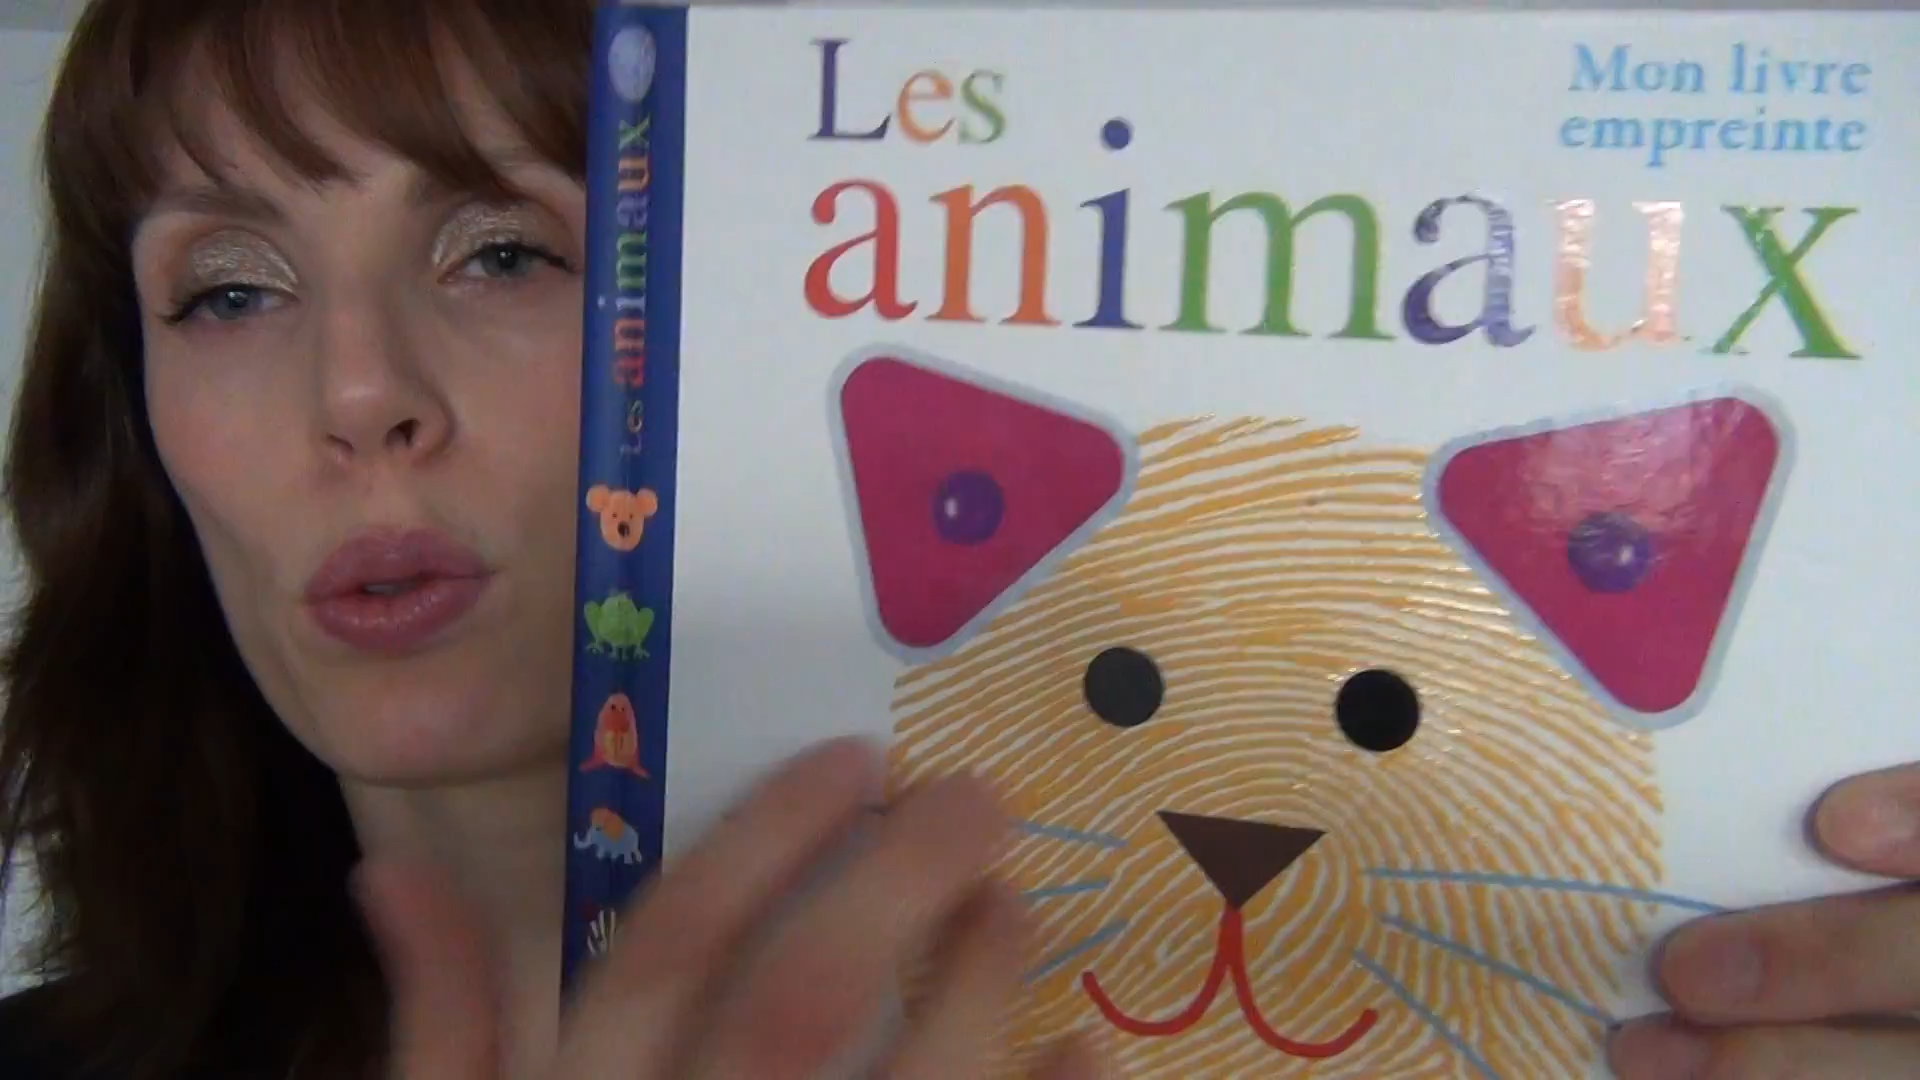 Les
animaux
Mon livre
empreinte
Les animaux